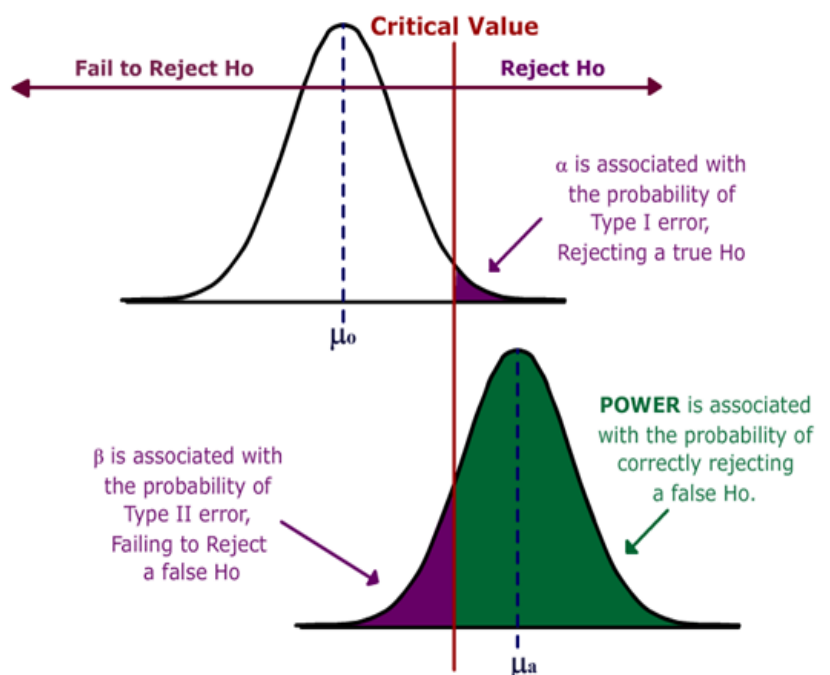 Critical Value
Fail to Reject Ho
Reject Ho
α is associated with
the probability of
Type I error,
Rejecting a true Ho
μo
POWER is associated
with the probability of
correctly rejecting
a false Ho.
β is associated with
the probability of
Type II error,
Failing to Reject
a false Ho
μa